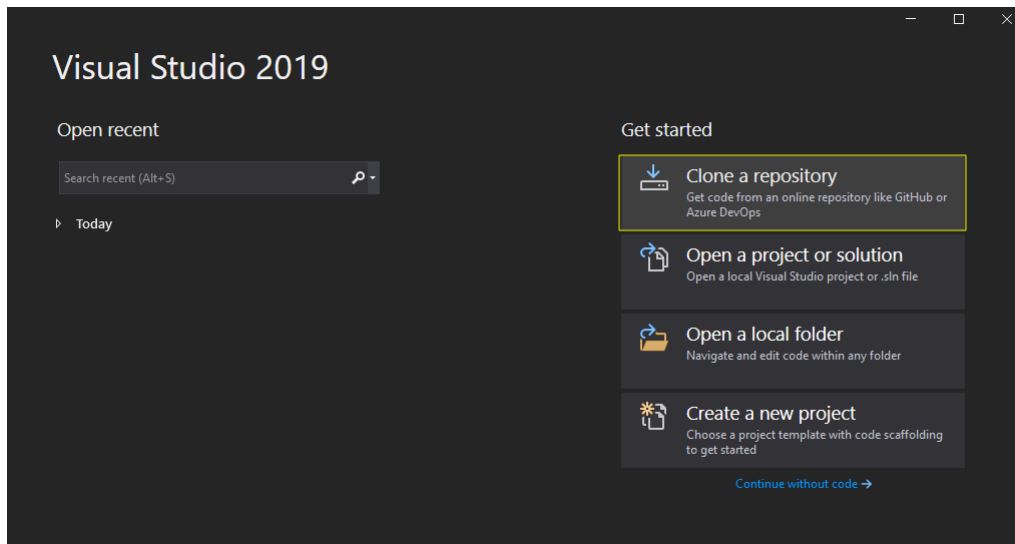 Visual Studio 2019
Open recent
Search recent (Alt+S)
Today
Get started
Clone a repository
Get code from an online repository like GitHub or
Azure DevOps
Open a project or solution
Open a local Visual Studio project or .sln file
Open a local folder
Navigate and edit code within any folder
Create a new project
Choose a project template with code scaffolding
to get started
Continue without code →